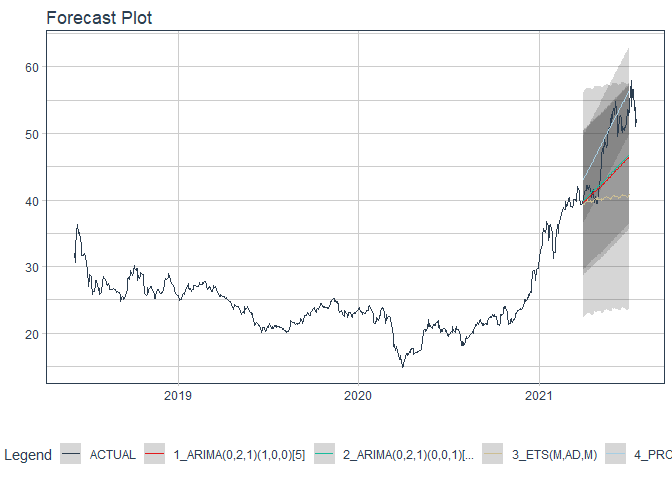 Forecast Plot
60
50
40
30
20
2019 2020 2021
Legend ACTUAL 1_ARIMA(0,2,1)(1,0,0)[5] 2_ARIMA(0,2,1)(0,0,1)[... 3_ETS(M,AD,M) 4_PRO